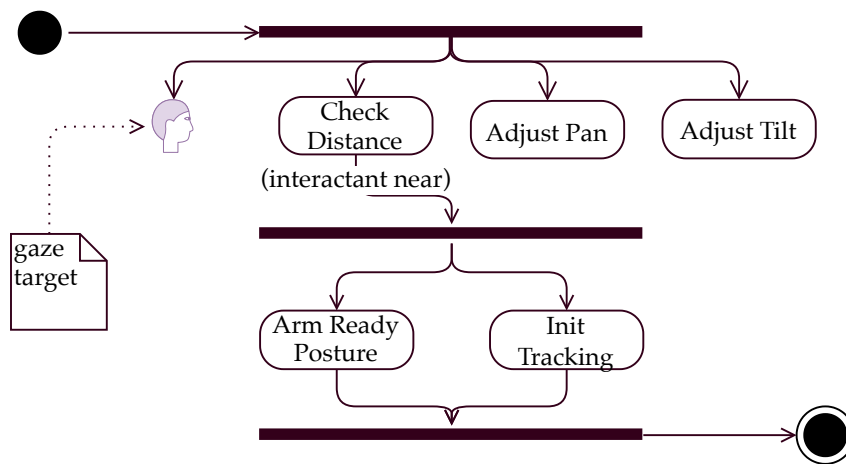 Check
Distance
Adjust Pan
Adjust Tilt
(interactant near)
gaze
target
Arm Ready
Posture
Init
Tracking